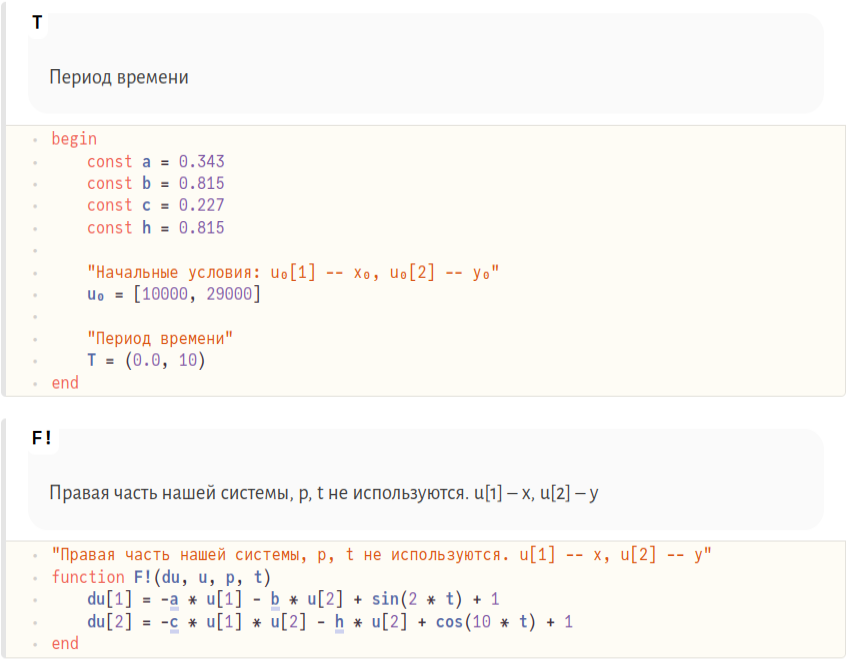 T
Период времени
begin
const a = 0.343
const b = 0.815
const c = 0.227
const h = 0.815
"Начальные условия: u₀[1] -- x₀, u₀[2] -- y₀"
u₀ = [10000, 29000]
"Период времени"
T = (0.0, 10)
end
F!
Правая часть нашей системы, p, t не используются. u[1] – x, u[2] – y
"Правая часть нашей системы, p, t не используются. u[1] -- x, u[2] -- y"
function F!(du, u, p, t)
du[1] = -a * u[1] - b * u[2] + sin(2 * t) + 1
du[2] = -c * u[1] * u[2] - h * u[2] + cos(10 * t) + 1
end